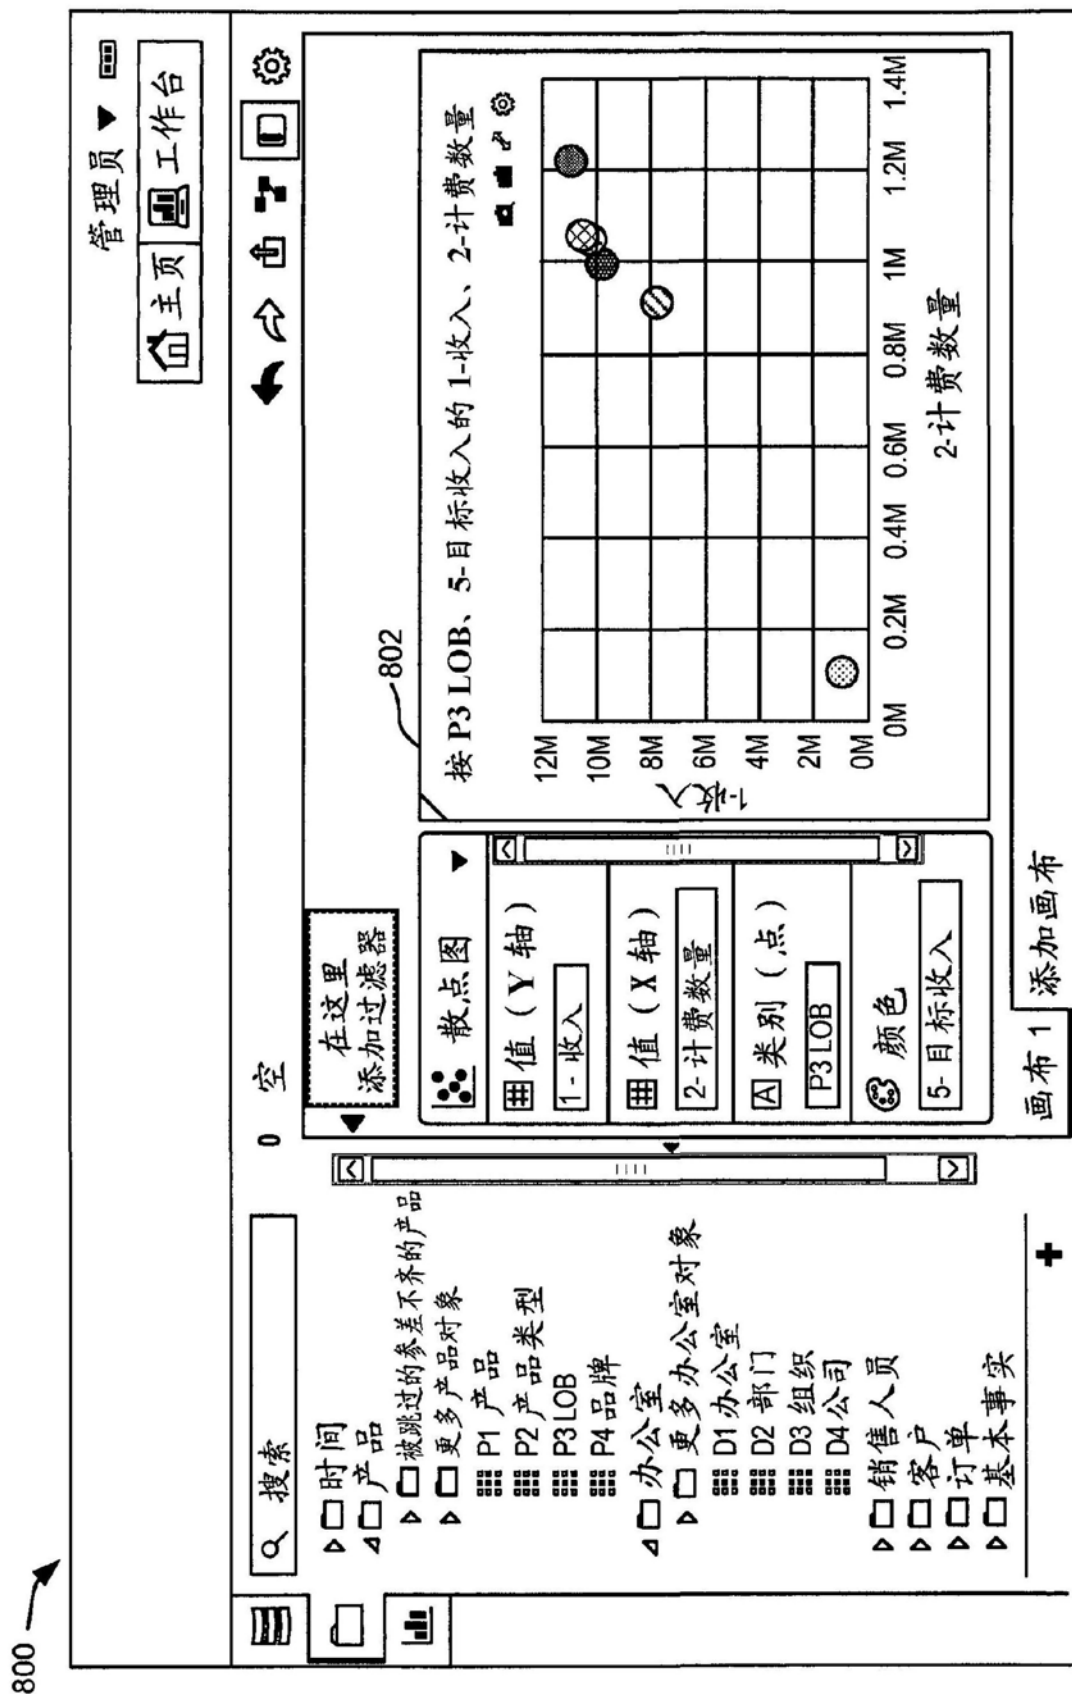 800
管理员
主页
工作台
搜索
0 空
时间
产品
被跳过的参差不齐的产品
更多产品对象
P1 产品
P2 产品类型
P3 LOB
P4 品牌
办公室
更多办公室对象
D1 办公室
D2 部门
D3 组织
D4 公司
销售人员
客户
订单
基本事实
在这里
添加过滤器
散点图
值（Y 轴）
1 - 收入
值（X 轴）
2- 计费数量
A 类别（点）
P3 LOB
颜色
5- 目标收入
802
按 P3 LOB、5-目标收入的 1-收入、2-计费数量
12M
10M
8M
6M
4M
2M
0M
1-收入
0M 0.2M 0.4M 0.6M 0.8M 1M 1.2M 1.4M
2-计费数量
画布 1
添加画布